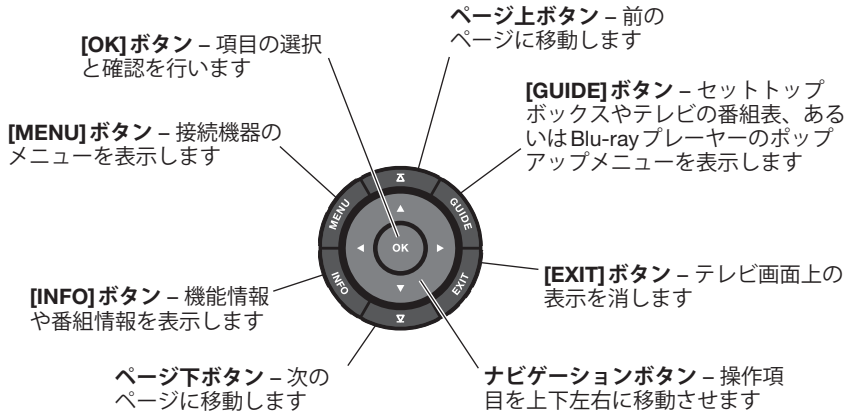 ページ上ボタン – 前の
ページに移動します
[OK]ボタン – 項目の選択
と確認を行います
[GUIDE]ボタン – セットトップ
ボックスやテレビの番組表、ある
いはBlu-rayプレーヤーのポップ
アップメニューを表示します
[MENU]ボタン – 接続機器の
メニューを表示します
MENU
GUIDE
OK
INFO
EXIT
[EXIT]ボタン – テレビ画面上の
表示を消します
[INFO]ボタン – 機能情報
や番組情報を表示します
ページ下ボタン – 次の
ページに移動します
ナビゲーションボタン – 操作項
目を上下左右に移動させます